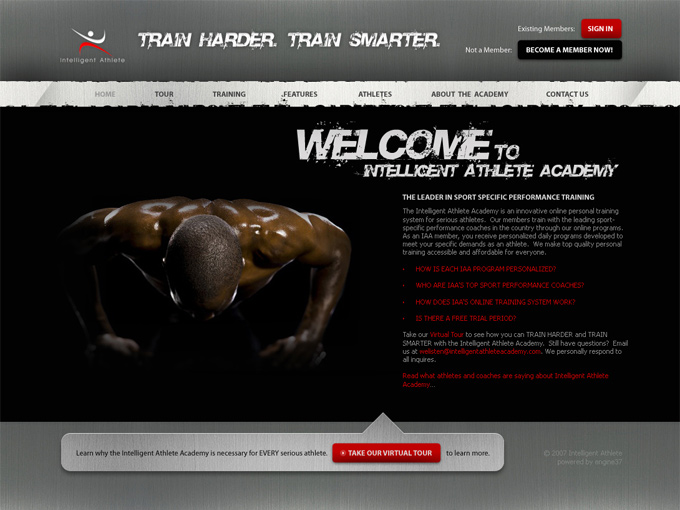 Intelligent Athlete
TRAIN HARDER. TRAIN SMARTER.
Existing Members: SIGN IN
Not a Member: BECOME A MEMBER NOW!
HOME TOUR TRAINING FEATURES ATHLETES ABOUT THE ACADEMY CONTACT US
WELCOME TO
INTELLIGENT ATHLETE ACADEMY
THE LEADER IN SPORT SPECIFIC PERFORMANCE TRAINING
The Intelligent Athlete Academy is an innovative online personal training
system for serious athletes. Our members train with the leading sport-
specific performance coaches in the country through our online programs.
As an IAA member, you receive personalized daily programs developed to
meet your specific demands as an athlete. We make top quality personal
training accessible and affordable for everyone.
HOW IS EACH IAA PROGRAM PERSONALIZED?
WHO ARE IAA'S TOP SPORT PERFORMANCE COACHES?
HOW DOES IAA'S ONLINE TRAINING SYSTEM WORK?
IS THERE A FREE TRIAL PERIOD?
Take our Virtual Tour to see how you can TRAIN HARDER and TRAIN
SMARTER with the Intelligent Athlete Academy. Still have questions? Email
us at welisten@intelligentathleteacademy.com. We personally respond to
all inquires.
Read what athletes and coaches are saying about Intelligent Athlete
Academy...
Learn why the Intelligent Athlete Academy is necessary for EVERY serious athlete. TAKE OUR VIRTUAL TOUR to learn more.
© 2007 Intelligent Athlete
powered by engine37